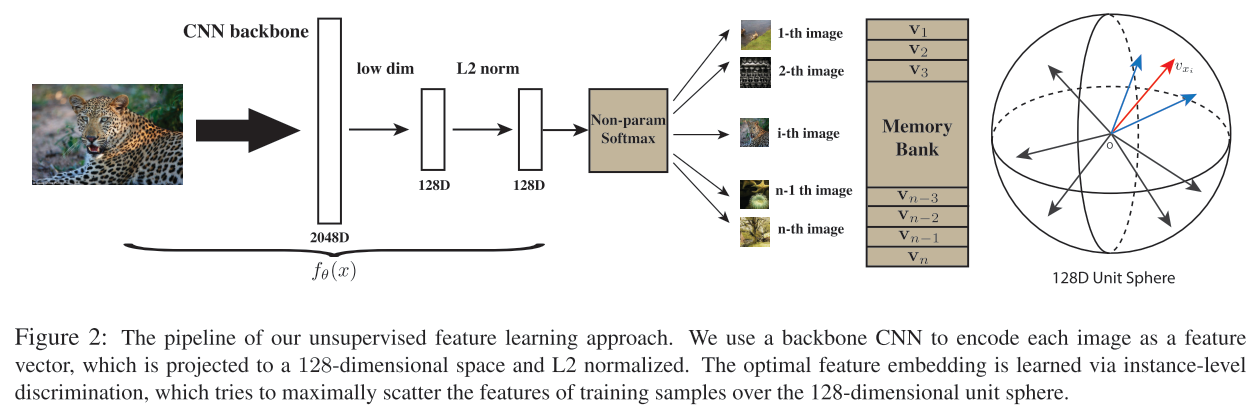 CNN backbone
low dim
L2 norm
2048D
128D
128D
fθ(x)
Non-param
Softmax
1-th image
2-th image
i-th image
n-1 th image
n-th image
v1
v2
v3
Memory
Bank
vn−3
vn−2
vn−1
vn
vxi
O
128D Unit Sphere
Figure 2: The pipeline of our unsupervised feature learning approach. We use a backbone CNN to encode each image as a feature
vector, which is projected to a 128-dimensional space and L2 normalized. The optimal feature embedding is learned via instance-level
discrimination, which tries to maximally scatter the features of training samples over the 128-dimensional unit sphere.